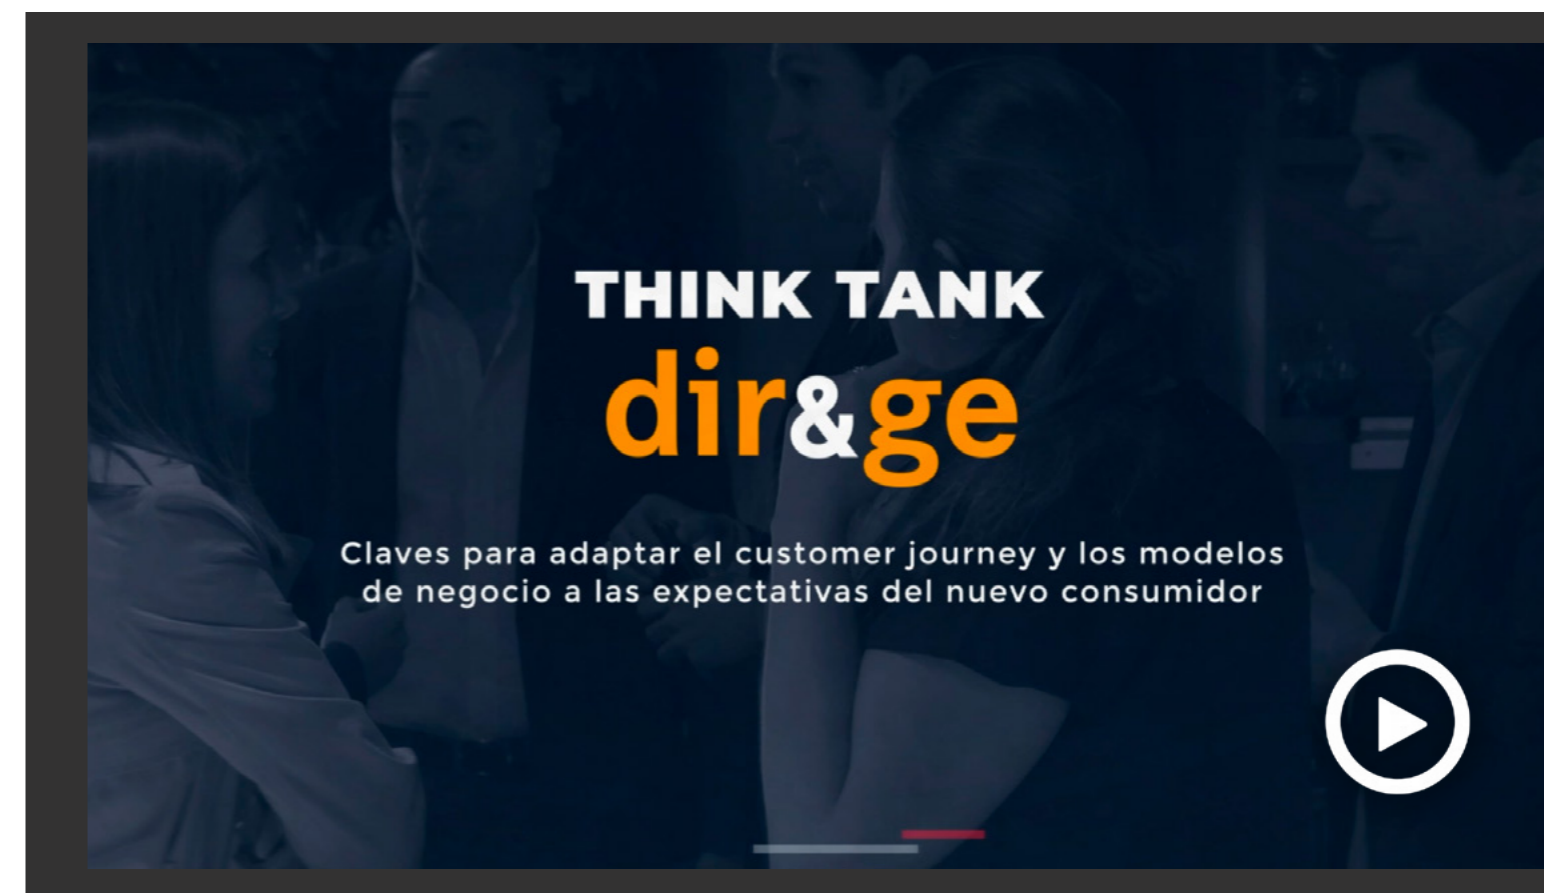 THINK TANK
dir&ge
Claves para adaptar el customer journey y los modelos
de negocio a las expectativas del nuevo consumidor